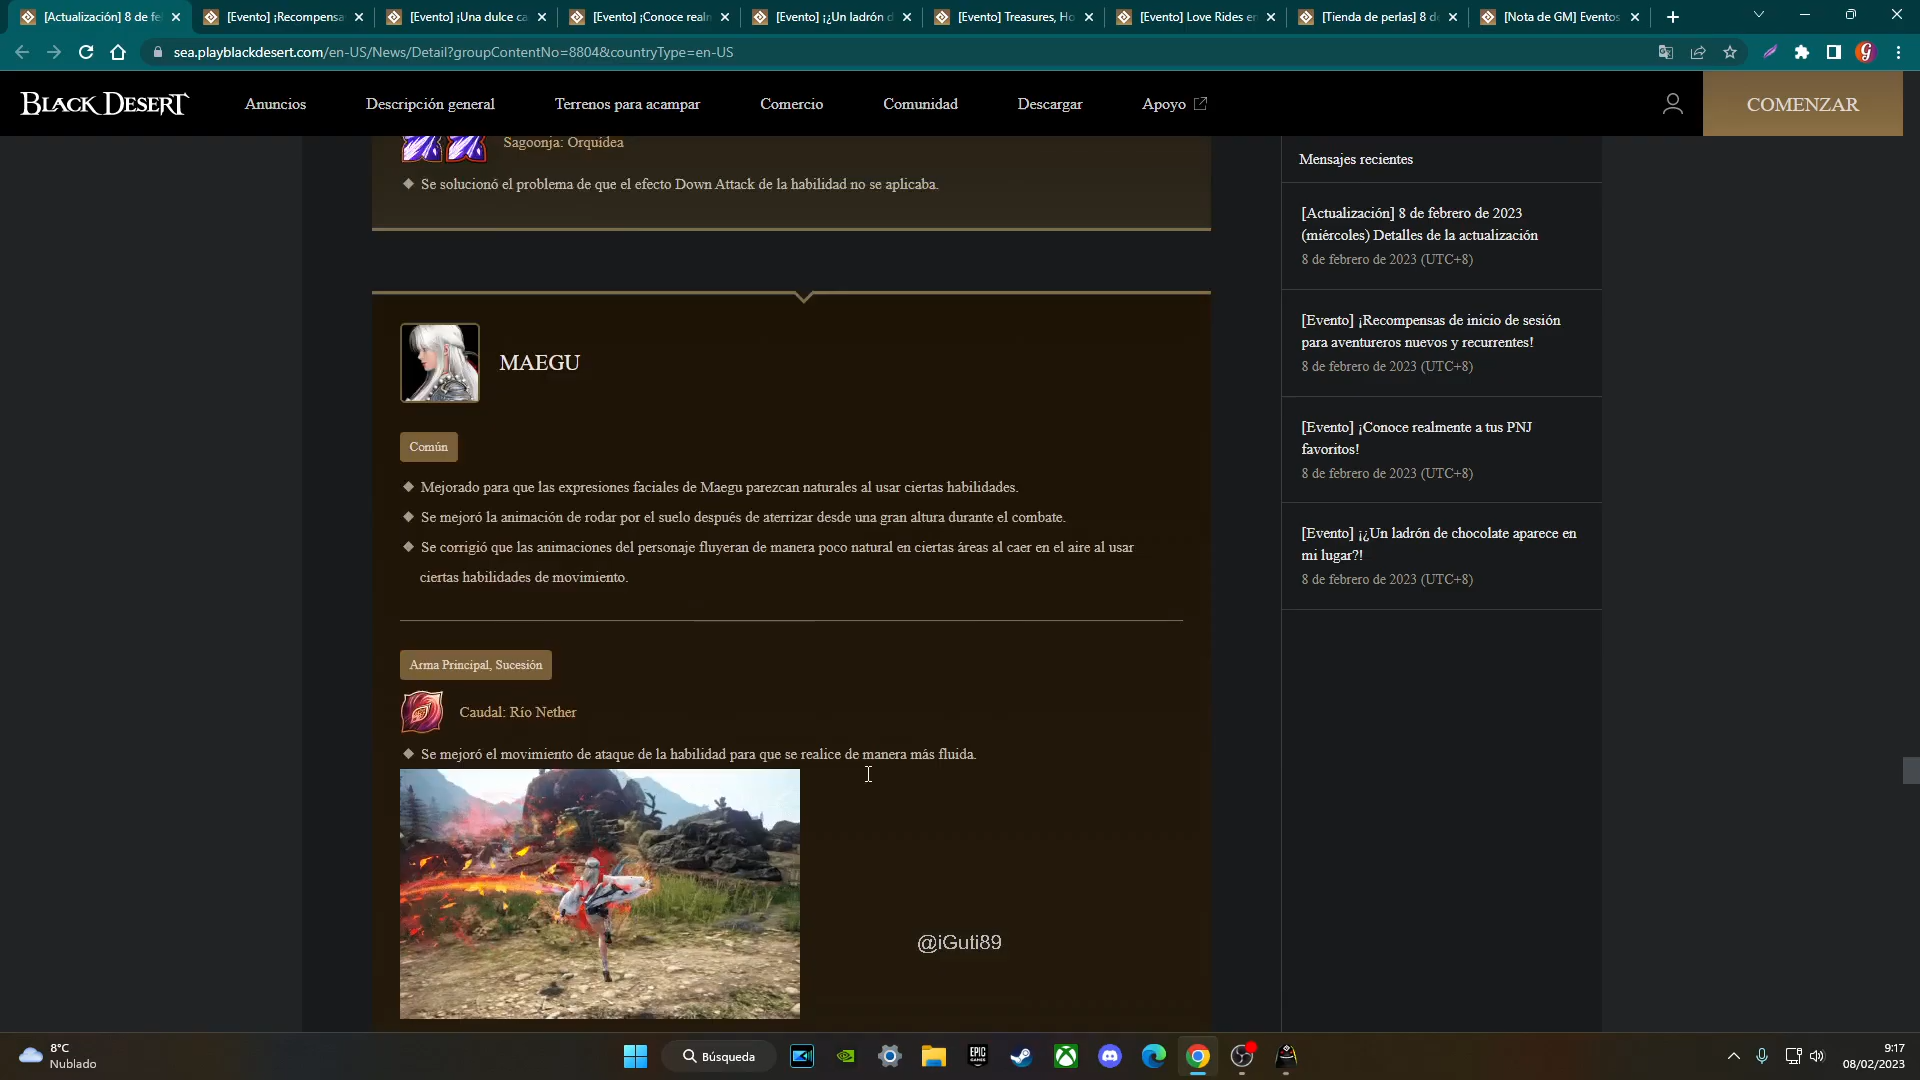 [Actualización] 8 de fe
[Evento] ¡Recompensa
[Evento] ¡Una dulce ca
[Evento] ¡Conoce realm
[Evento] ¡¿Un ladrón d
[Evento] Treasures, Ho
[Evento] Love Rides en
[Tienda de perlas] 8 d
[Nota de GM] Eventos
sea.playblackdesert.com/en-US/News/Detail?groupContentNo=8804&countryType=en-US
BLACK DESERT
Anuncios
Descripción general
Terrenos para acampar
Comercio
Comunidad
Descargar
Apoyo
COMENZAR
Sagoonja: Orquídea
Se solucionó el problema de que el efecto Down Attack de la habilidad no se aplicaba.
MAEGU
Común
Mejorado para que las expresiones faciales de Maegu parezcan naturales al usar ciertas habilidades.
Se mejoró la animación de rodar por el suelo después de aterrizar desde una gran altura durante el combate.
Se corrigió que las animaciones del personaje fluyeran de manera poco natural en ciertas áreas al caer en el aire al usar
ciertas habilidades de movimiento.
Arma Principal, Sucesión
Caudal: Río Nether
Se mejoró el movimiento de ataque de la habilidad para que se realice de manera más fluida.
@iGuti89
Mensajes recientes
[Actualización] 8 de febrero de 2023
(miércoles) Detalles de la actualización
8 de febrero de 2023 (UTC+8)
[Evento] ¡Recompensas de inicio de sesión
para aventureros nuevos y recurrentes!
8 de febrero de 2023 (UTC+8)
[Evento] ¡Conoce realmente a tus PNJ
favoritos!
8 de febrero de 2023 (UTC+8)
[Evento] ¡¿Un ladrón de chocolate aparece en
mi lugar?!
8 de febrero de 2023 (UTC+8)
8°C
Nublado
Búsqueda
EPIC
GAMES
9:17
08/02/2023